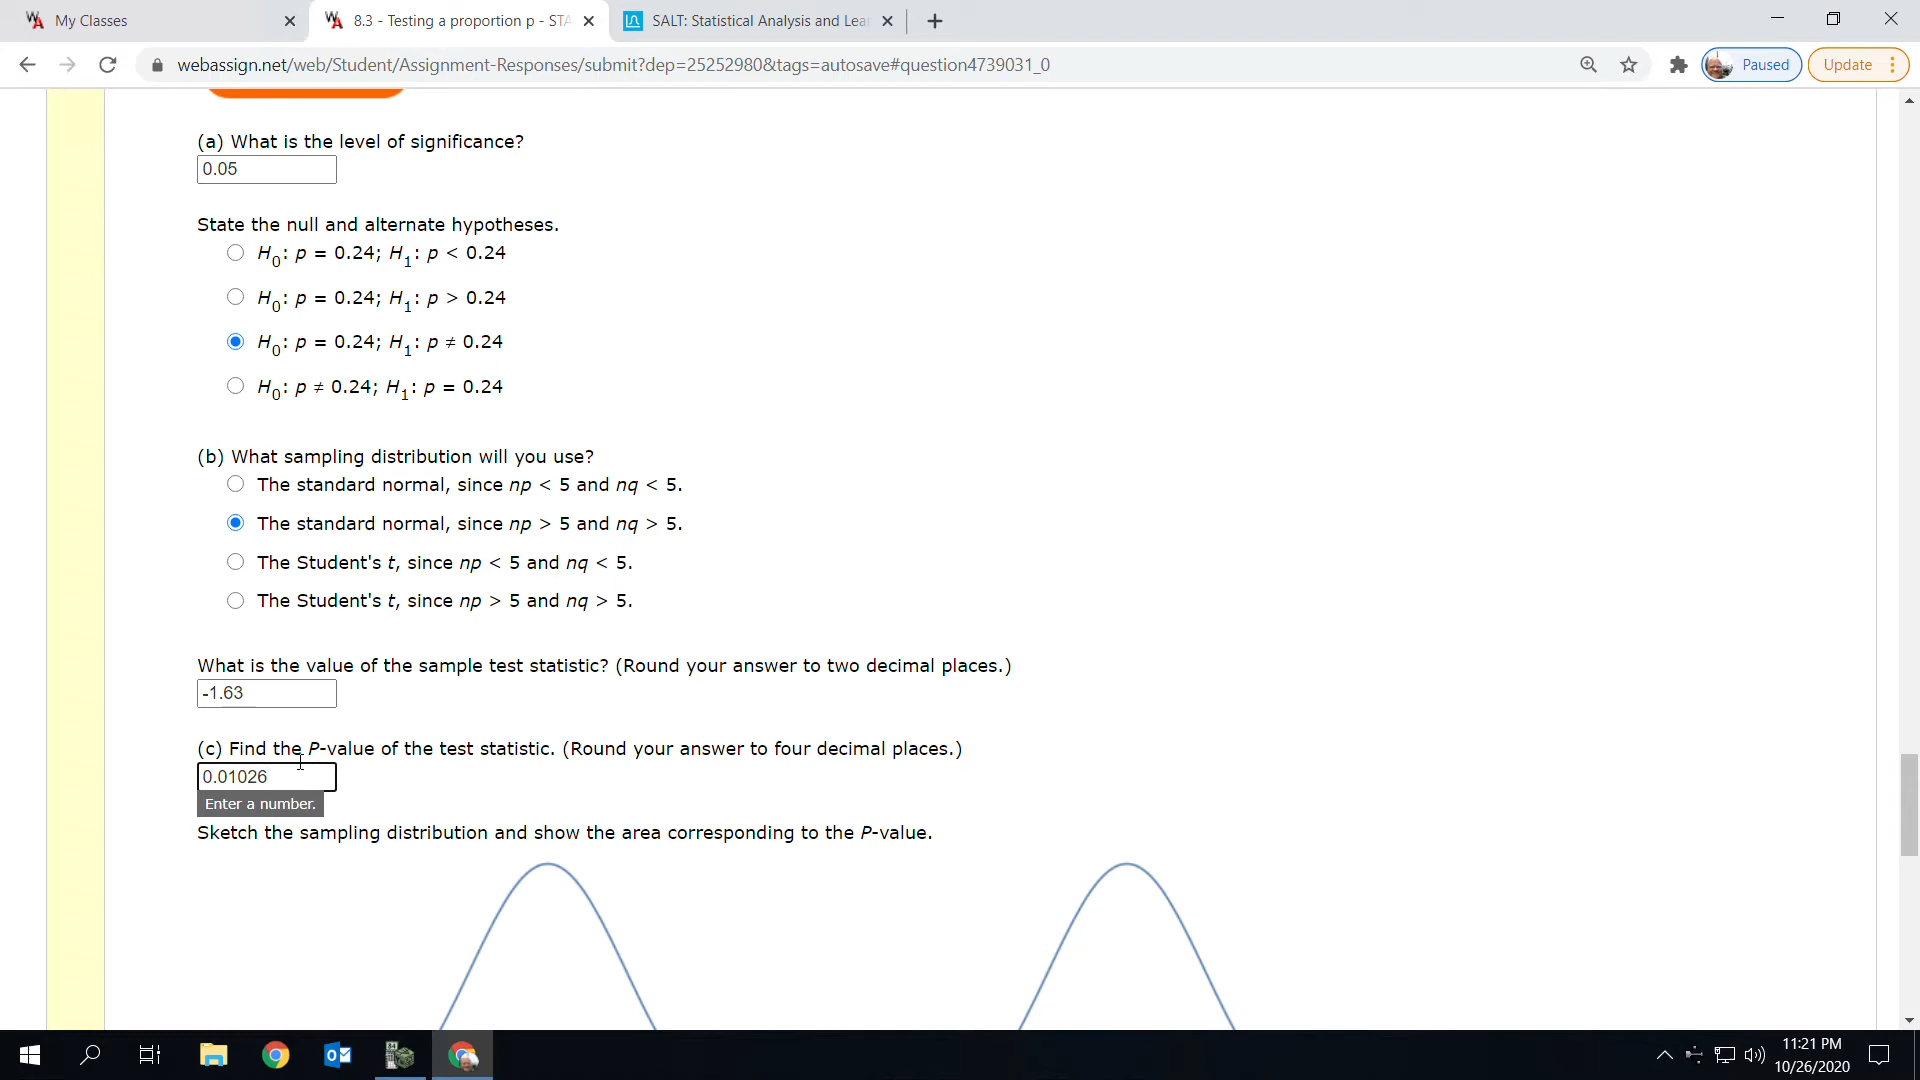 My Classes
8.3 - Testing a proportion p - STA
SALT: Statistical Analysis and Lear
webassign.net/web/Student/Assignment-Responses/submit?dep=25252980&tags=autosave#question4739031_0
Paused
Update
(a) What is the level of significance?
0.05
State the null and alternate hypotheses.
H0: p = 0.24; H1: p < 0.24
H0: p = 0.24; H1: p > 0.24
H0: p = 0.24; H1: p ≠ 0.24
H0: p ≠ 0.24; H1: p = 0.24
(b) What sampling distribution will you use?
The standard normal, since np < 5 and nq < 5.
The standard normal, since np > 5 and nq > 5.
The Student's t, since np < 5 and nq < 5.
The Student's t, since np > 5 and nq > 5.
What is the value of the sample test statistic? (Round your answer to two decimal places.)
-1.63
(c) Find the P-value of the test statistic. (Round your answer to four decimal places.)
0.01026
Enter a number.
Sketch the sampling distribution and show the area corresponding to the P-value.
11:21 PM
10/26/2020